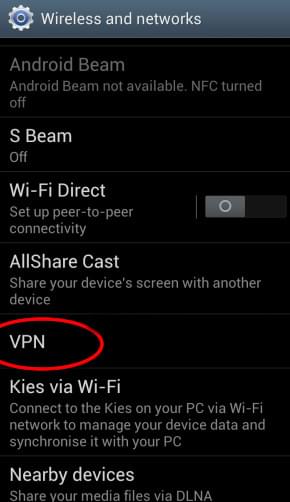 Wireless and networks
Android Beam
Android Beam not available. NFC turned
off
S Beam
Off
Wi-Fi Direct
Set up peer-to-peer
connectivity
AllShare Cast
Share your device's screen with another
device
VPN
Kies via Wi-Fi
Connect to the Kies on your PC via Wi-Fi
network to manage your device data and
synchronise it with your PC
Nearby devices
Share your media files via DLNA